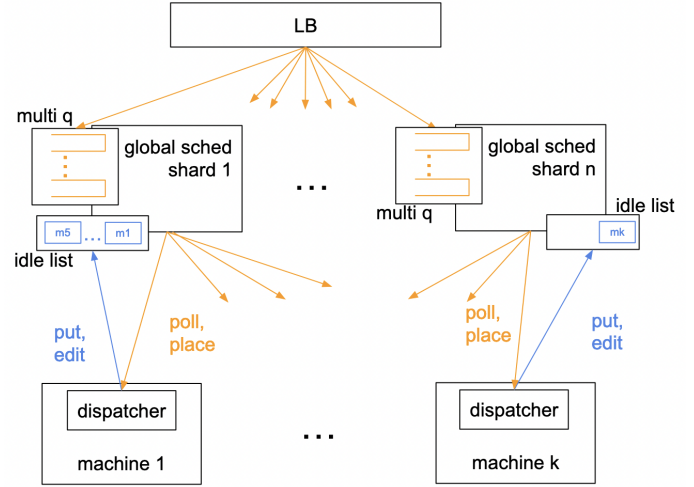 LB
multi q
global sched
shard 1
...
global sched
shard n
multi q
idle list
m5 ... m1
idle list
mk
put,
edit
poll,
place
poll,
place
put,
edit
dispatcher
machine 1
...
dispatcher
machine k